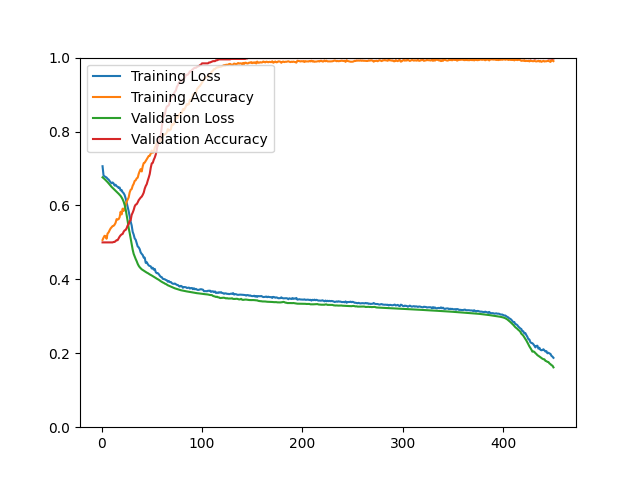 1.0
0.8
0.6
0.4
0.2
0.0
Training Loss
Training Accuracy
Validation Loss
Validation Accuracy
0 100 200 300 400